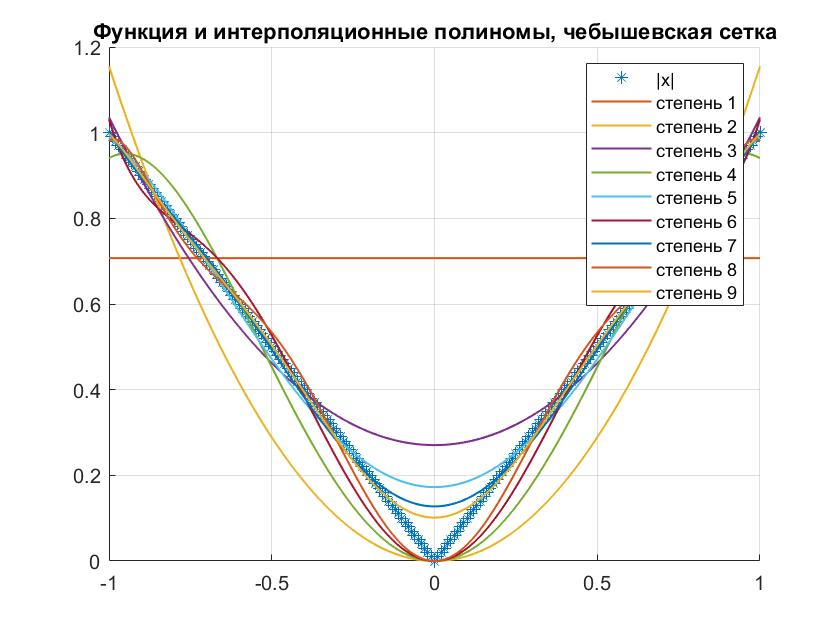 Функция и интерполяционные полиномы, чебышевская сетка
1.2
1
0.8
0.6
0.4
0.2
0
-1
-0.5
0
0.5
1
|x|
степень 1
степень 2
степень 3
степень 4
степень 5
степень 6
степень 7
степень 8
степень 9